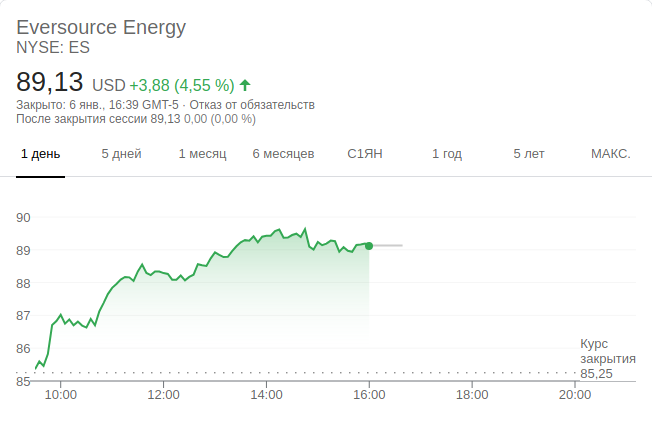 Eversource Energy
NYSE: ES
89,13 USD +3,88 (4,55 %)
Закрыто: 6 янв., 16:39 GMT-5 · Отказ от обязательств
После закрытия сессии 89,13 0,00 (0,00 %)
1 день 5 дней 1 месяц 6 месяцев С1ЯН 1 год 5 лет МАКС.
90
89
88
87
86
Курс
закрытия
85,25
85
10:00 12:00 14:00 16:00 18:00 20:00